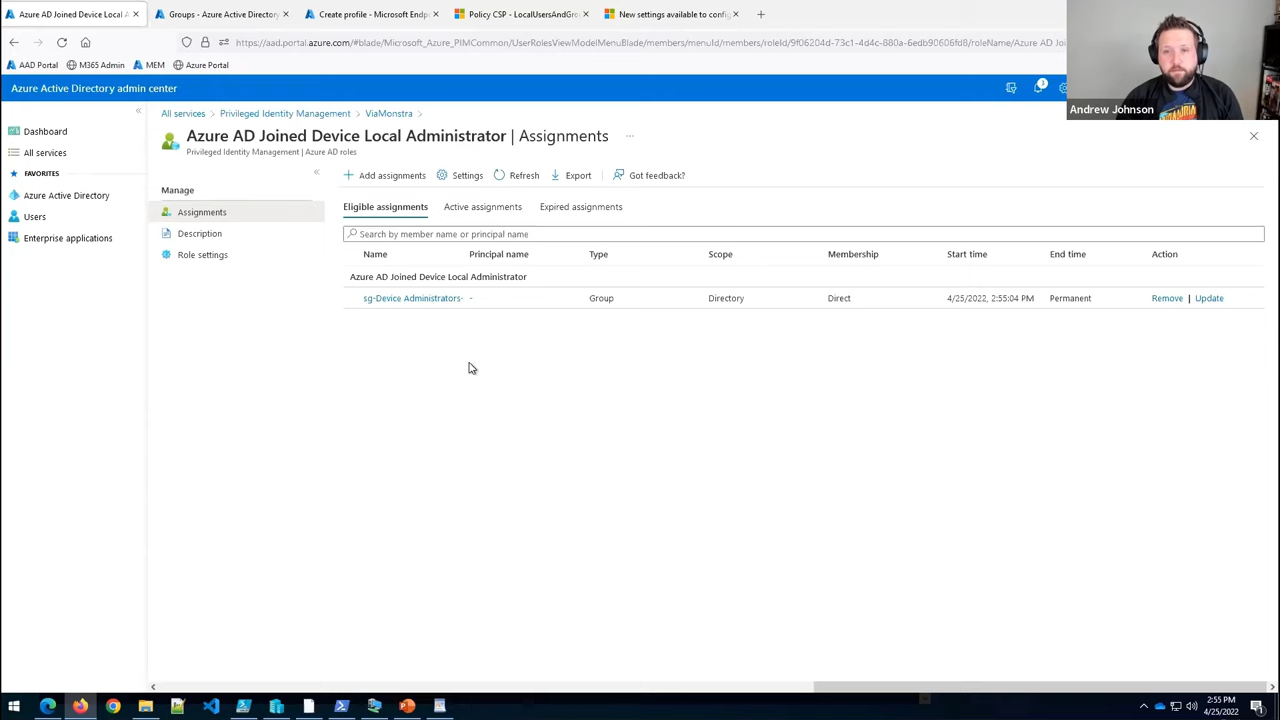 Azure AD Joined Device Local A
Groups - Azure Active Directory
Create profile - Microsoft Endp
Policy CSP - LocalUsersAndGro
New settings available to config
https://aad.portal.azure.com/#blade/Microsoft_Azure_PIMCommon/UserRolesViewModelMenuBlade/members/menuId/members/roleId/9f06204d-73c1-4d4c-880a-6edb90606fd8/roleName/Azure AD Joi
AAD Portal
M365 Admin
MEM
Azure Portal
Andrew Johnson
Azure Active Directory admin center
1
All services > Privileged Identity Management > ViaMonstra >
Azure AD Joined Device Local Administrator | Assignments
Privileged Identity Management | Azure AD roles
Dashboard
All services
FAVORITES
Azure Active Directory
Users
Enterprise applications
Manage
Assignments
Description
Role settings
Add assignments
Settings
Refresh
Export
Got feedback?
Eligible assignments
Active assignments
Expired assignments
Search by member name or principal name
Name Principal name Type Scope Membership Start time End time Action
Azure AD Joined Device Local Administrator
sg-Device Administrators- - Group Directory Direct 4/25/2022, 2:55:04 PM Permanent Remove | Update
2:55 PM
4/25/2022
1